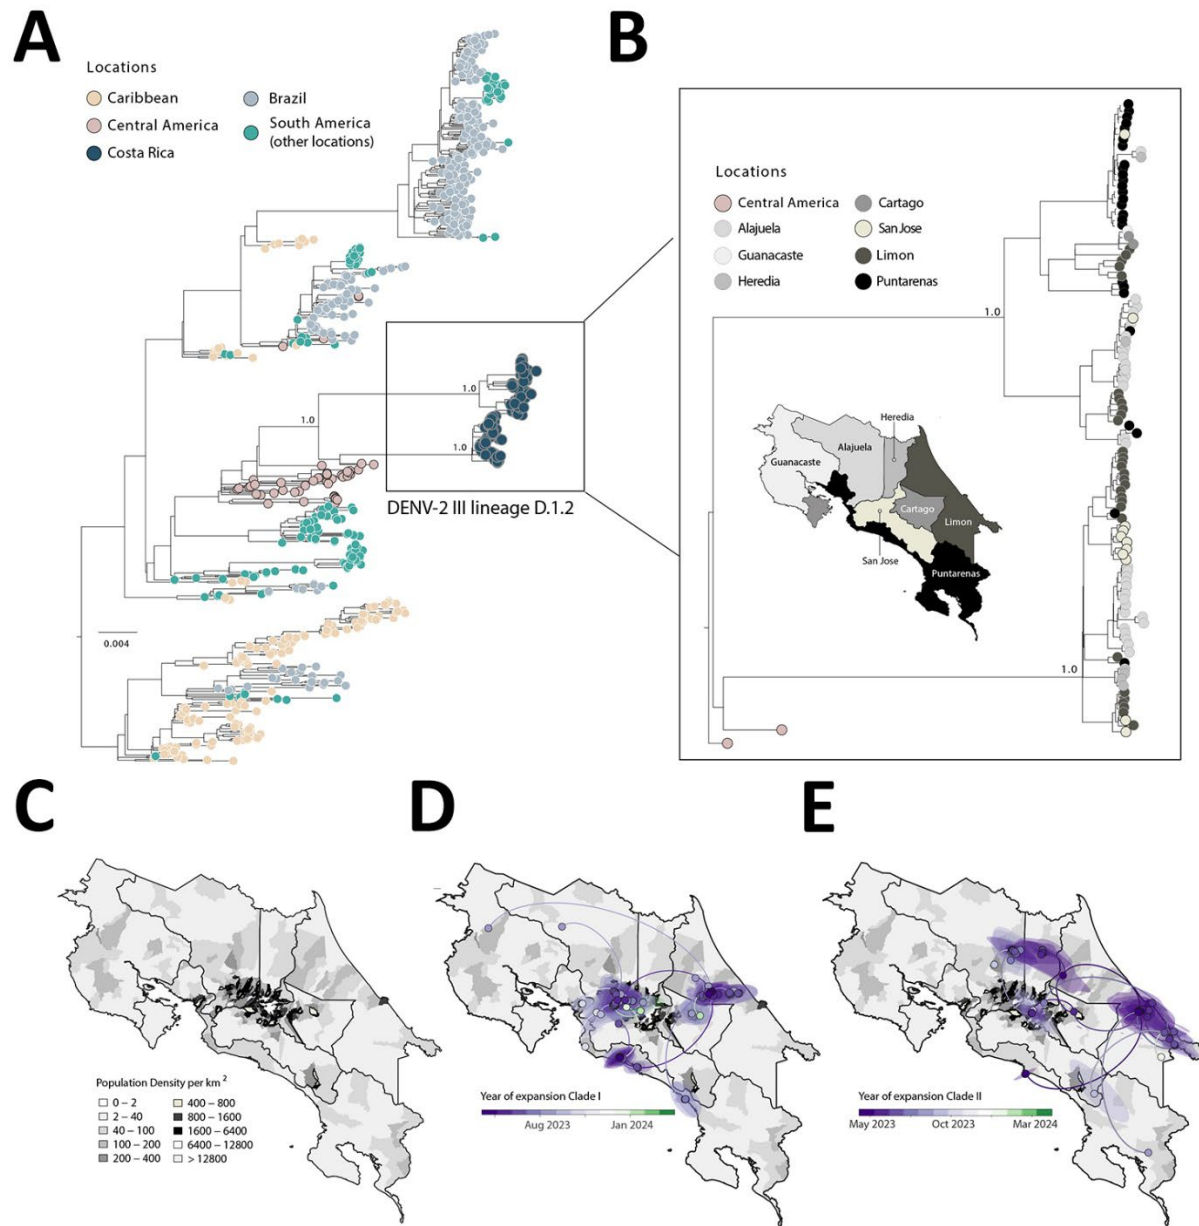 A
Locations
Caribbean
Central America
Costa Rica
Brazil
South America
(other locations)
1.0
1.0
1.0
DENV-2 III lineage D.1.2
0.004
B
Locations
Central America
Alajuela
Guanacaste
Heredia
Cartago
San Jose
Limon
Puntarenas
1.0
Heredia
Alajuela
Guanacaste
Cartago
Limon
San Jose
Puntarenas
1.0
C
Population Density per km 2
0 – 2
2 – 40
40 – 100
100 – 200
200 – 400
400 – 800
800 – 1600
1600 – 6400
6400 – 12800
> 12800
D
Year of expansion Clade I
Aug 2023
Jan 2024
E
Year of expansion Clade II
May 2023
Oct 2023
Mar 2024